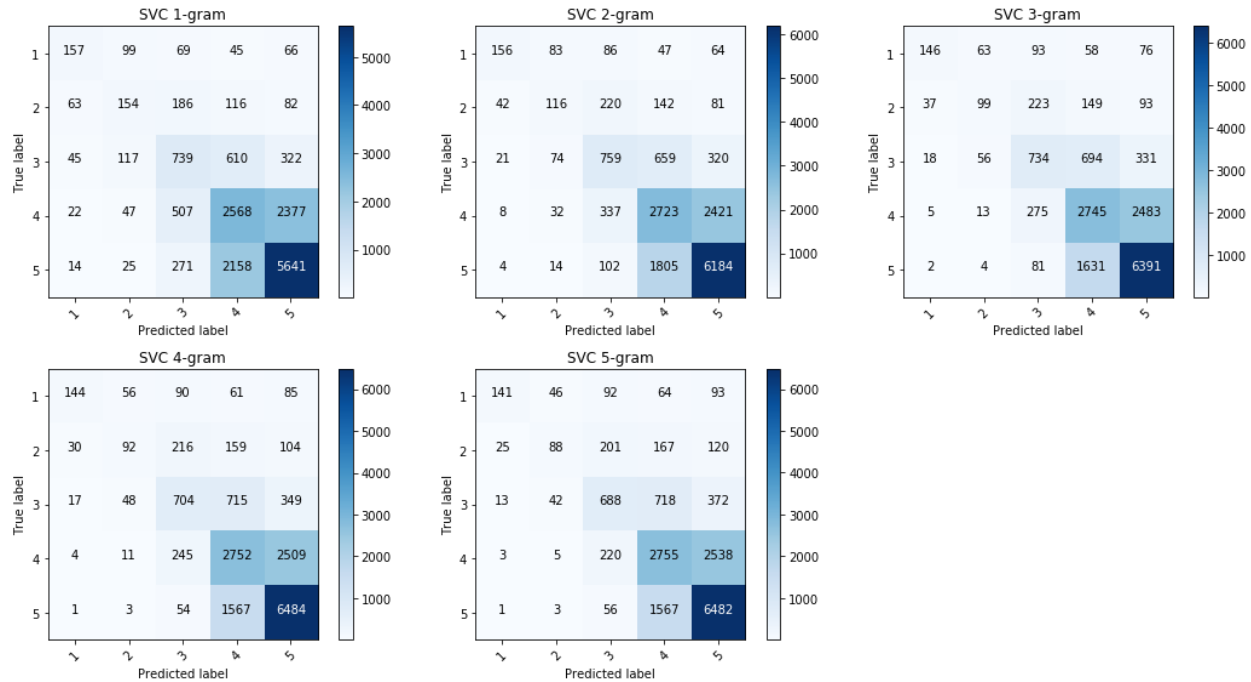 SVC 1-gram
True label
1 157 99 69 45 66
2 63 154 186 116 82
3 45 117 739 610 322
4 22 47 507 2568 2377
5 14 25 271 2158 5641
1 2 3 4 5
Predicted label
5000
4000
3000
2000
1000
SVC 2-gram
True label
1 156 83 86 47 64
2 42 116 220 142 81
3 21 74 759 659 320
4 8 32 337 2723 2421
5 4 14 102 1805 6184
1 2 3 4 5
Predicted label
6000
5000
4000
3000
2000
1000
SVC 3-gram
True label
1 146 63 93 58 76
2 37 99 223 149 93
3 18 56 734 694 331
4 5 13 275 2745 2483
5 2 4 81 1631 6391
1 2 3 4 5
Predicted label
6000
5000
4000
3000
2000
1000
SVC 4-gram
True label
1 144 56 90 61 85
2 30 92 216 159 104
3 17 48 704 715 349
4 4 11 245 2752 2509
5 1 3 54 1567 6484
1 2 3 4 5
Predicted label
6000
5000
4000
3000
2000
1000
SVC 5-gram
True label
1 141 46 92 64 93
2 25 88 201 167 120
3 13 42 688 718 372
4 3 5 220 2755 2538
5 1 3 56 1567 6482
1 2 3 4 5
Predicted label
6000
5000
4000
3000
2000
1000